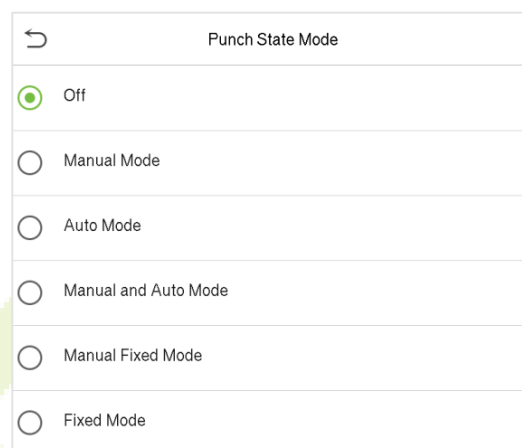 Punch State Mode
Off
Manual Mode
Auto Mode
Manual and Auto Mode
Manual Fixed Mode
Fixed Mode